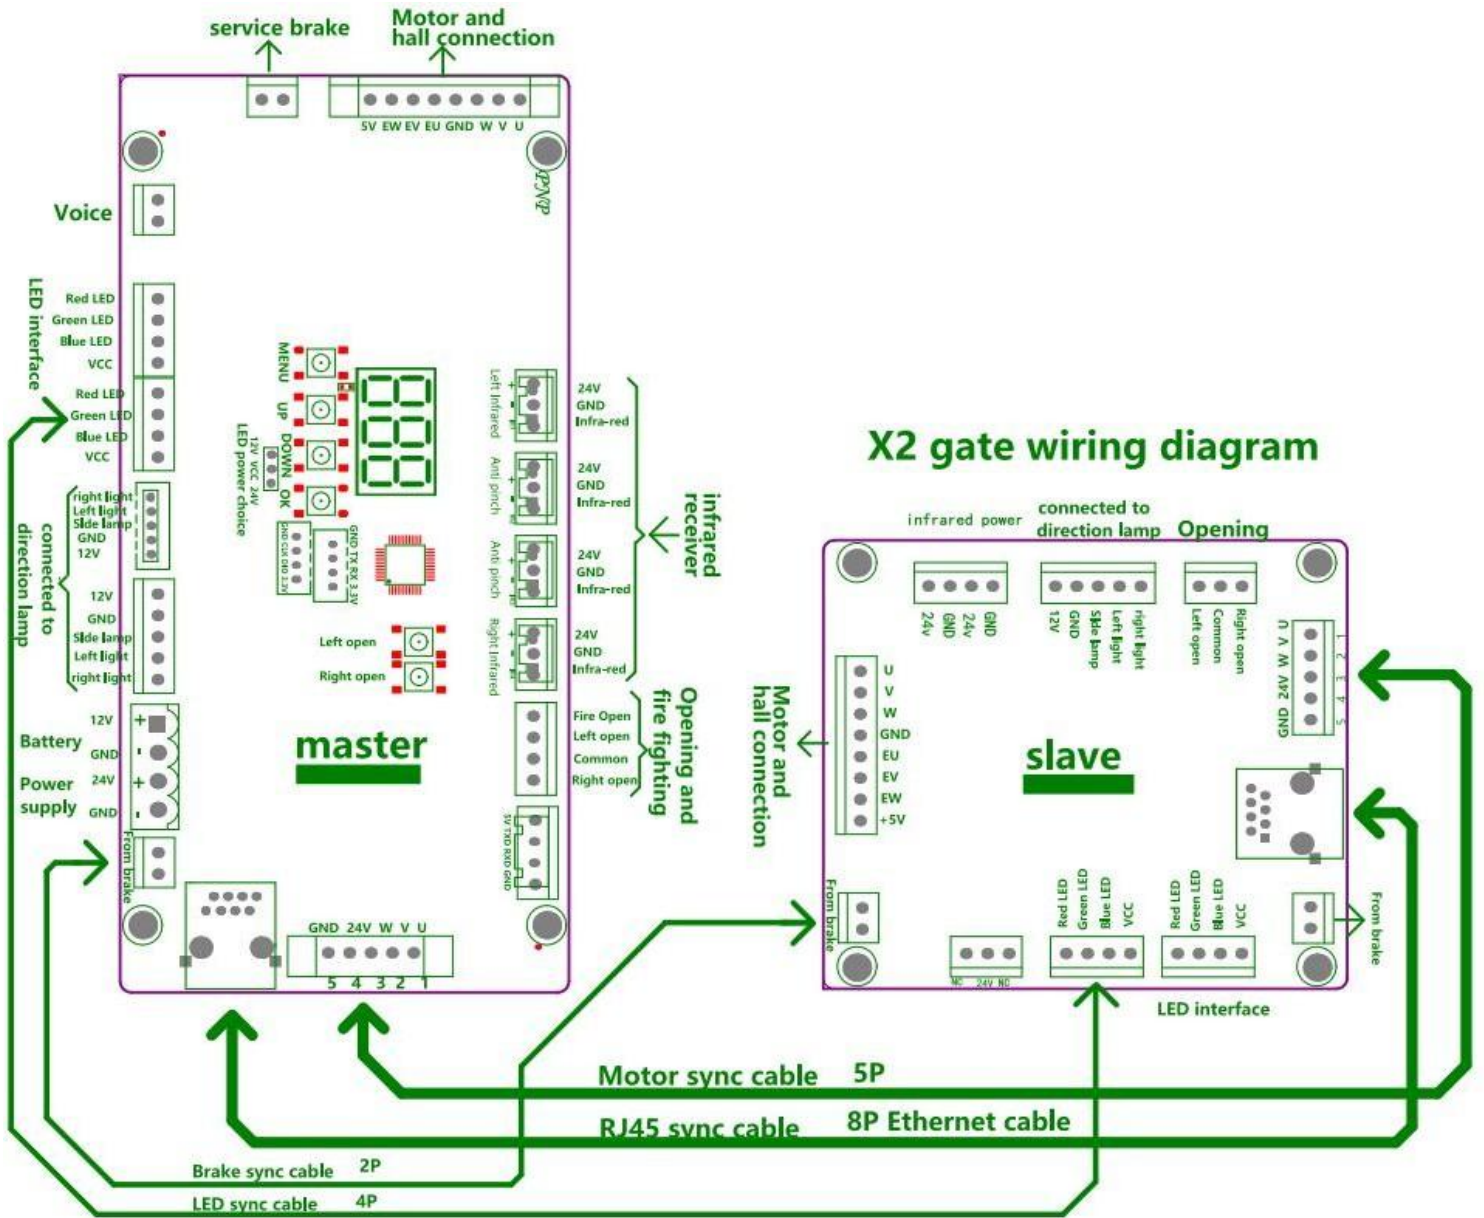 service brake
Motor and
hall connection
5V EW EV EU GND W V U
PNP
Voice
LED interface
Red LED
Green LED
Blue LED
VCC
Red LED
Green LED
Blue LED
VCC
connected to
direction lamp
right light
Left light
Side lamp
GND
12V
12V
GND
Side lamp
Left light
right light
Battery
12V
+
GND
-
Power
supply
24V
+
GND
-
From brake
MENU
UP
DOWN
OK
LED power choice
12V VCC 24V
GND CLK DIO 3.3V
GND TX RX 3.3V
Left open
Right open
master
Left Infrared
+
24V
GND
Infra-red
Anti pinch
+
24V
GND
Infra-red
Anti pinch
+
24V
GND
Infra-red
Right Infrared
+
24V
GND
Infra-red
infrared
receiver
Fire Open
Left open
Common
Right open
Opening and
fire fighting
5V TXD RXD GND
GND 24V W V U
5 4 3 2 1
X2 gate wiring diagram
infrared power
24v GND 24v GND
connected to
direction lamp
12V
GND
Side lamp
Left light
right light
Opening
Left open
Common
Right open
U V W 24V GND
1 2 3 4 5
Motor and
hall connection
U
V
W
GND
EU
EV
EW
+5V
slave
From brake
NC 24V NC
Red LED
Green LED
Blue LED
VCC
Red LED
Green LED
Blue LED
VCC
From brake
LED interface
Motor sync cable 5P
RJ45 sync cable 8P Ethernet cable
Brake sync cable 2P
LED sync cable 4P